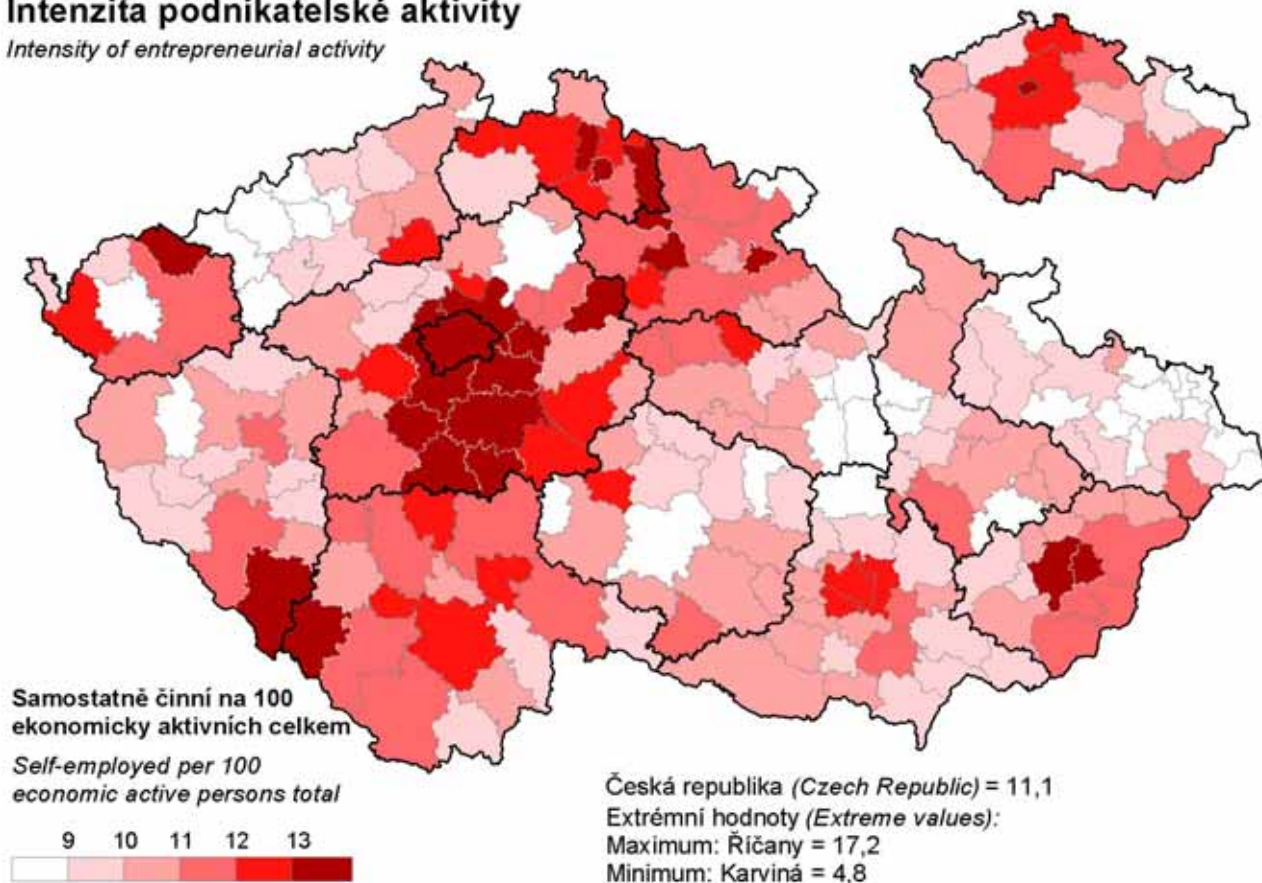 Intenzita podnikatelské aktivity
Intensity of entrepreneurial activity
Samostatně činní na 100
ekonomicky aktivních celkem
Self-employed per 100
economic active persons total
9 10 11 12 13
Česká republika (Czech Republic) = 11,1
Extrémní hodnoty (Extreme values):
Maximum: Říčany = 17,2
Minimum: Karviná = 4,8